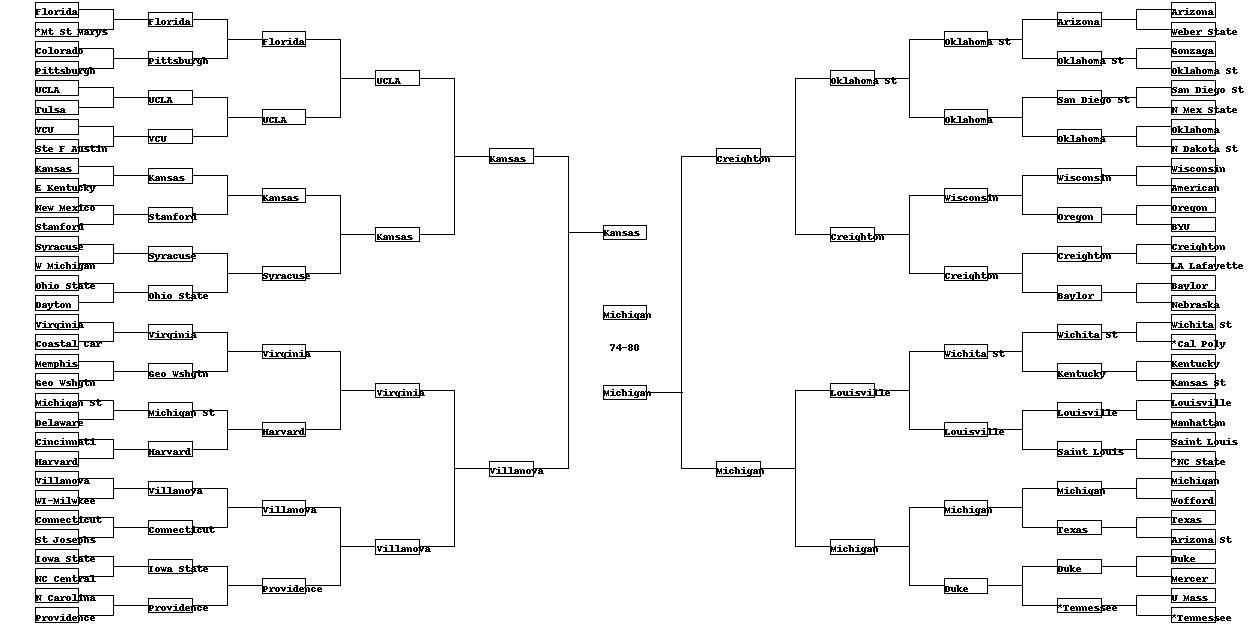 Florida
*Mt St Marys
Colorado
Pittsburgh
UCLA
Tulsa
VCU
Ste F Austin
Kansas
E Kentucky
New Mexico
Stanford
Syracuse
W Michigan
Ohio State
Dayton
Virginia
Coastal Car
Memphis
Geo Wshgtn
Michigan St
Delaware
Cincinnati
Harvard
Villanova
WI-Milwkee
Connecticut
St Josephs
Iowa State
NC Central
N Carolina
Providence
Florida
Pittsburgh
UCLA
VCU
Kansas
Stanford
Syracuse
Ohio State
Virginia
Geo Wshgtn
Michigan St
Harvard
Villanova
Connecticut
Iowa State
Providence
Florida
UCLA
Kansas
Syracuse
Virginia
Harvard
Villanova
Providence
UCLA
Kansas
Virginia
Villanova
Kansas
Villanova
Kansas
Michigan
74-80
Michigan
Creighton
Michigan
Oklahoma St
Creighton
Louisville
Michigan
Oklahoma St
Oklahoma
Wisconsin
Creighton
Wichita St
Louisville
Michigan
Duke
Arizona
Oklahoma St
San Diego St
Oklahoma
Wisconsin
Oregon
Creighton
Baylor
Wichita St
Kentucky
Louisville
Saint Louis
Michigan
Texas
Duke
*Tennessee
Arizona
Weber State
Gonzaga
Oklahoma St
San Diego St
N Mex State
Oklahoma
N Dakota St
Wisconsin
American
Oregon
BYU
Creighton
LA Lafayette
Baylor
Nebraska
Wichita St
*Cal Poly
Kentucky
Kansas St
Louisville
Manhattan
Saint Louis
*NC State
Michigan
Wofford
Texas
Arizona St
Duke
Mercer
U Mass
*Tennessee